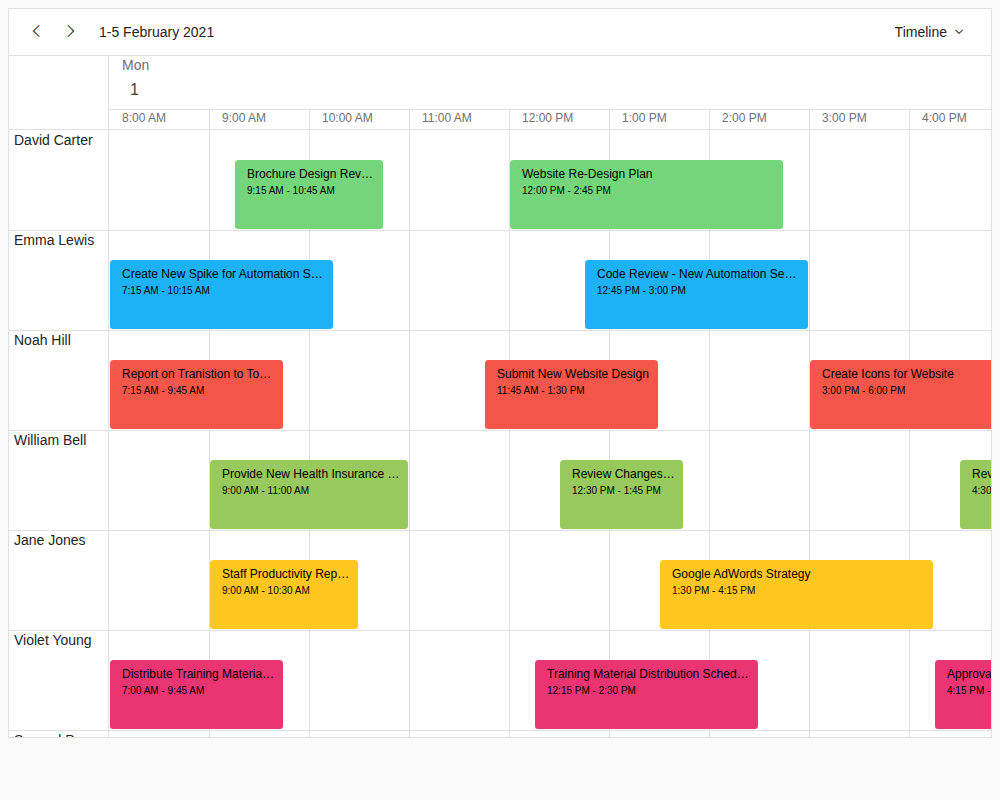 1-5 February 2021
Timeline
Mon
1
8:00 AM
9:00 AM
10:00 AM
11:00 AM
12:00 PM
1:00 PM
2:00 PM
3:00 PM
4:00 PM
David Carter
Brochure Design Rev…
9:15 AM - 10:45 AM
Website Re-Design Plan
12:00 PM - 2:45 PM
Emma Lewis
Create New Spike for Automation S…
7:15 AM - 10:15 AM
Code Review - New Automation Se…
12:45 PM - 3:00 PM
Noah Hill
Report on Tranistion to To…
7:15 AM - 9:45 AM
Submit New Website Design
11:45 AM - 1:30 PM
Create Icons for Website
3:00 PM - 6:00 PM
William Bell
Provide New Health Insurance …
9:00 AM - 11:00 AM
Review Changes…
12:30 PM - 1:45 PM
Rev
4:30
Jane Jones
Staff Productivity Rep…
9:00 AM - 10:30 AM
Google AdWords Strategy
1:30 PM - 4:15 PM
Violet Young
Distribute Training Materia…
7:00 AM - 9:45 AM
Training Material Distribution Sched…
12:15 PM - 2:30 PM
Approva
4:15 PM -